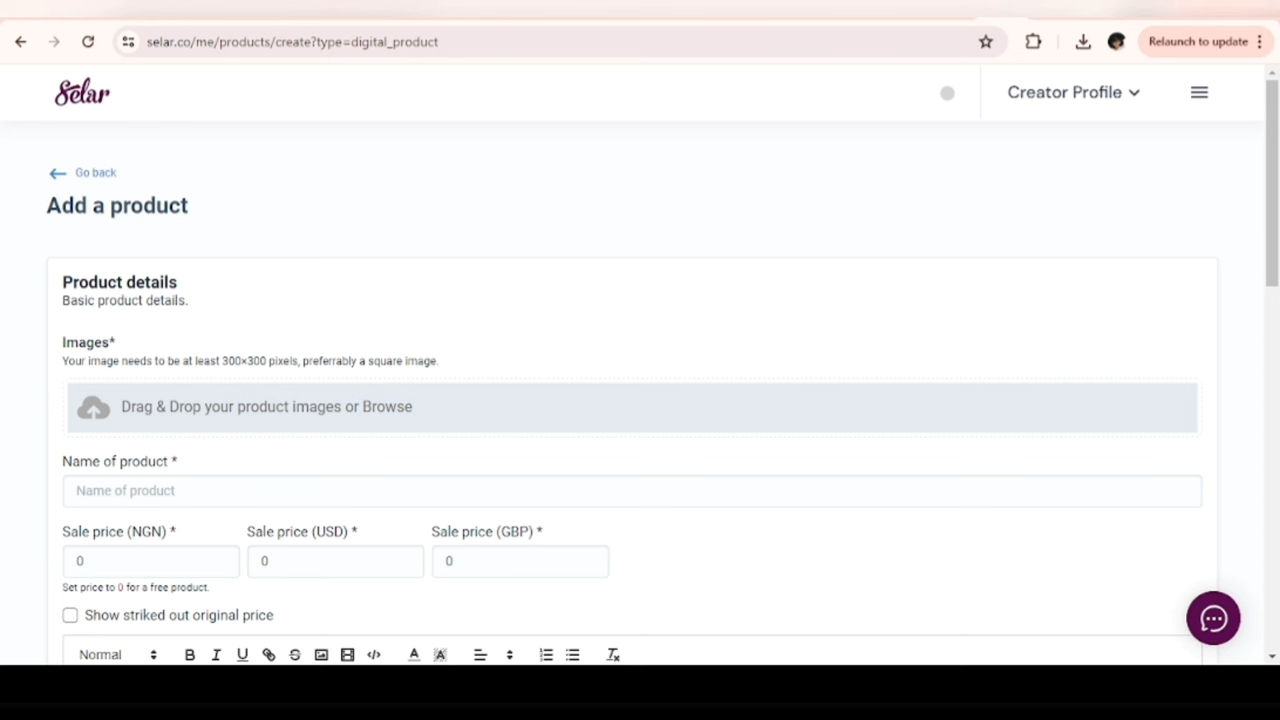 selar.co/me/products/create?type=digital_product
Relaunch to update
Selar
Creator Profile
Go back
Add a product
Product details
Basic product details.
Images*
Your image needs to be at least 300×300 pixels, preferrably a square image.
Drag & Drop your product images or Browse
Name of product *
Name of product
Sale price (NGN) * Sale price (USD) * Sale price (GBP) *
0 0 0
Set price to 0 for a free product.
Show striked out original price
Normal B I U S </> A A Tx